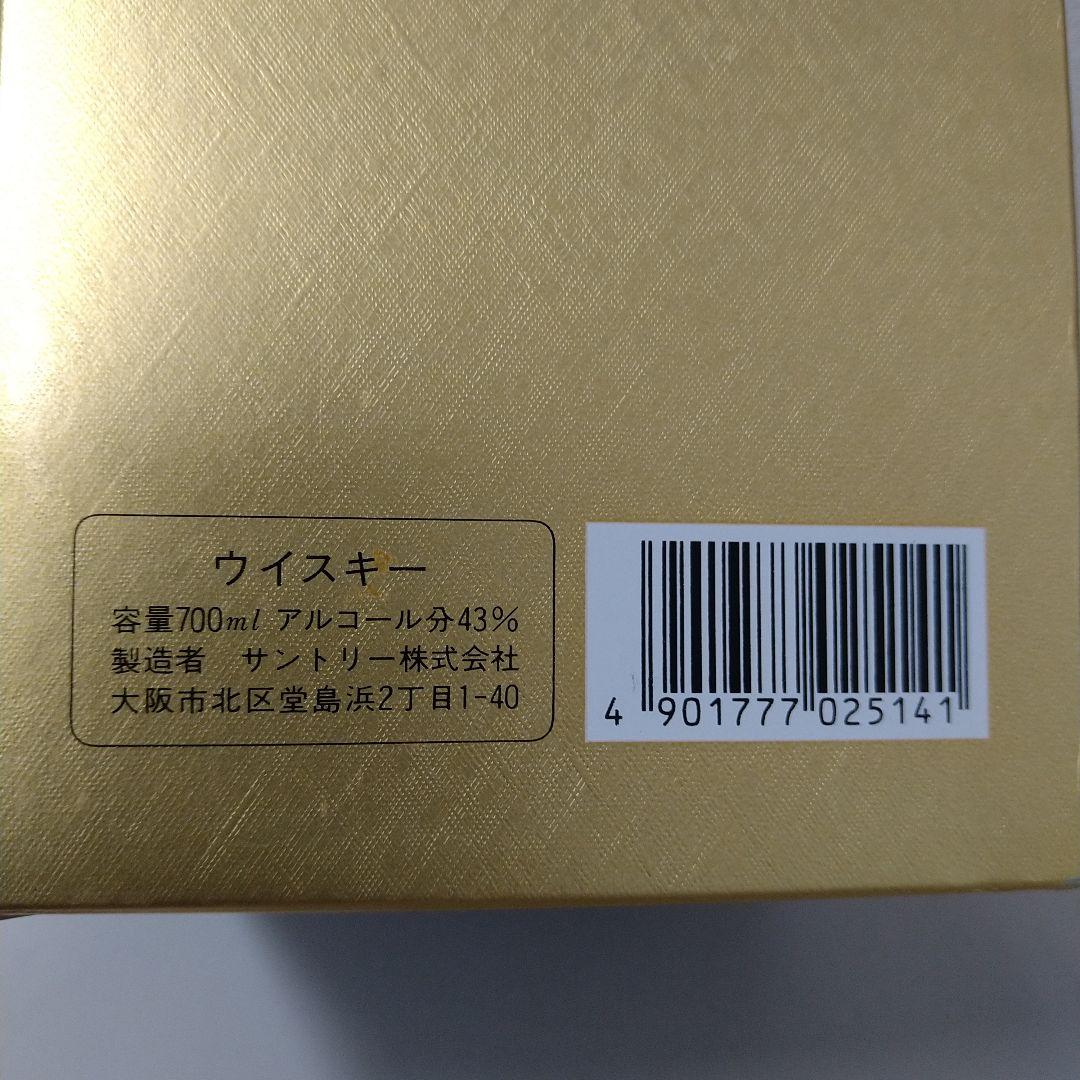 ウイスキー
容量700ml アルコール分43%
製造者　サントリー株式会社
大阪市北区堂島浜2丁目1-40
4 901777 025141